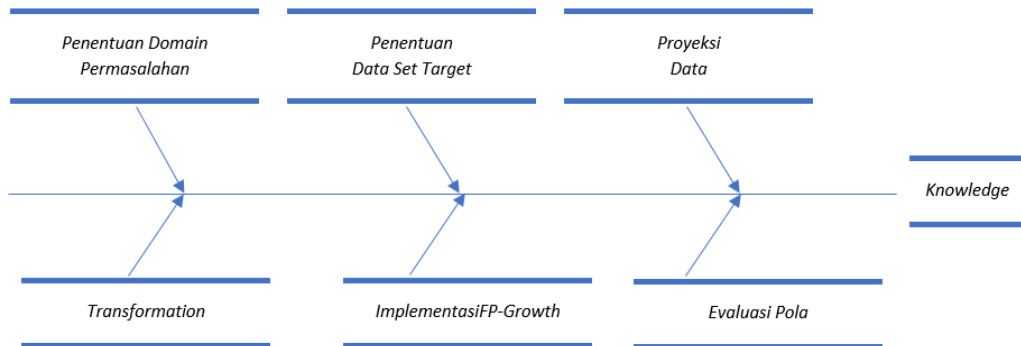 Penentuan Domain
Permasalahan
Penentuan
Data Set Target
Proyeksi
Data
Knowledge
Transformation
ImplementasiFP-Growth
Evaluasi Pola